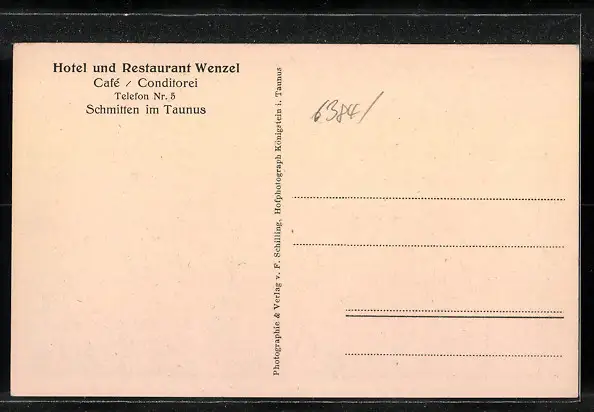 Hotel und Restaurant Wenzel
Café / Conditorei
Telefon Nr. 5
Schmitten im Taunus
Photographie & Verlag v. F. Schilling, Hofphotograph Königstein i. Taunus
6384/